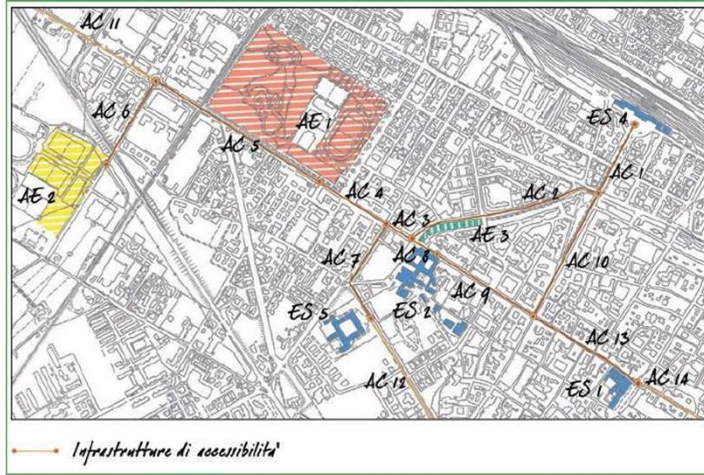 AC 11
ES 4
AC 6
AE 1
AC 5
AC 1
AE 2
AC 4
AC 2
AC 3
AE 3
AC 8
AC 7
AC 10
AC 9
ES 5
ES 2
AC 13
AC 12
ES 1
AC 14
Infrastrutture di accessibilita'